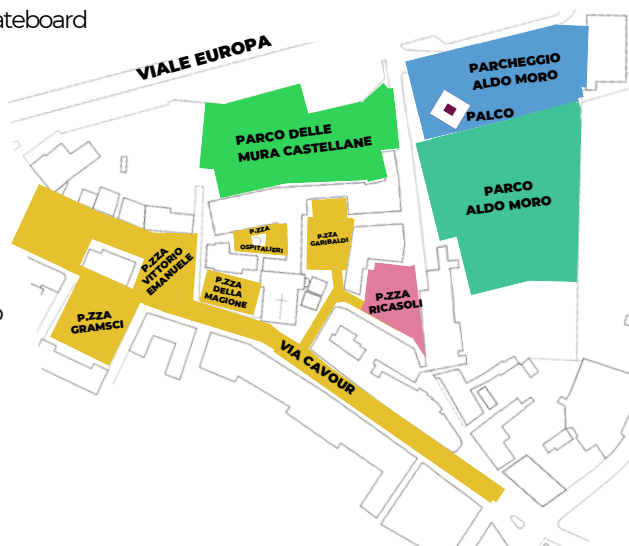 ateboard
VIALE EUROPA
PARCHEGGIO
ALDO MORO
PALCO
PARCO DELLE
MURA CASTELLANE
PARCO
ALDO MORO
P.ZZA
OSPITALIERI
P.ZZA
GARIBALDI
P.ZZA
VITTORIO
EMANUELE
P.ZZA
DELLA
MAGIONE
P.ZZA
RICASOLI
P.ZZA
GRAMSCI
VIA CAVOUR